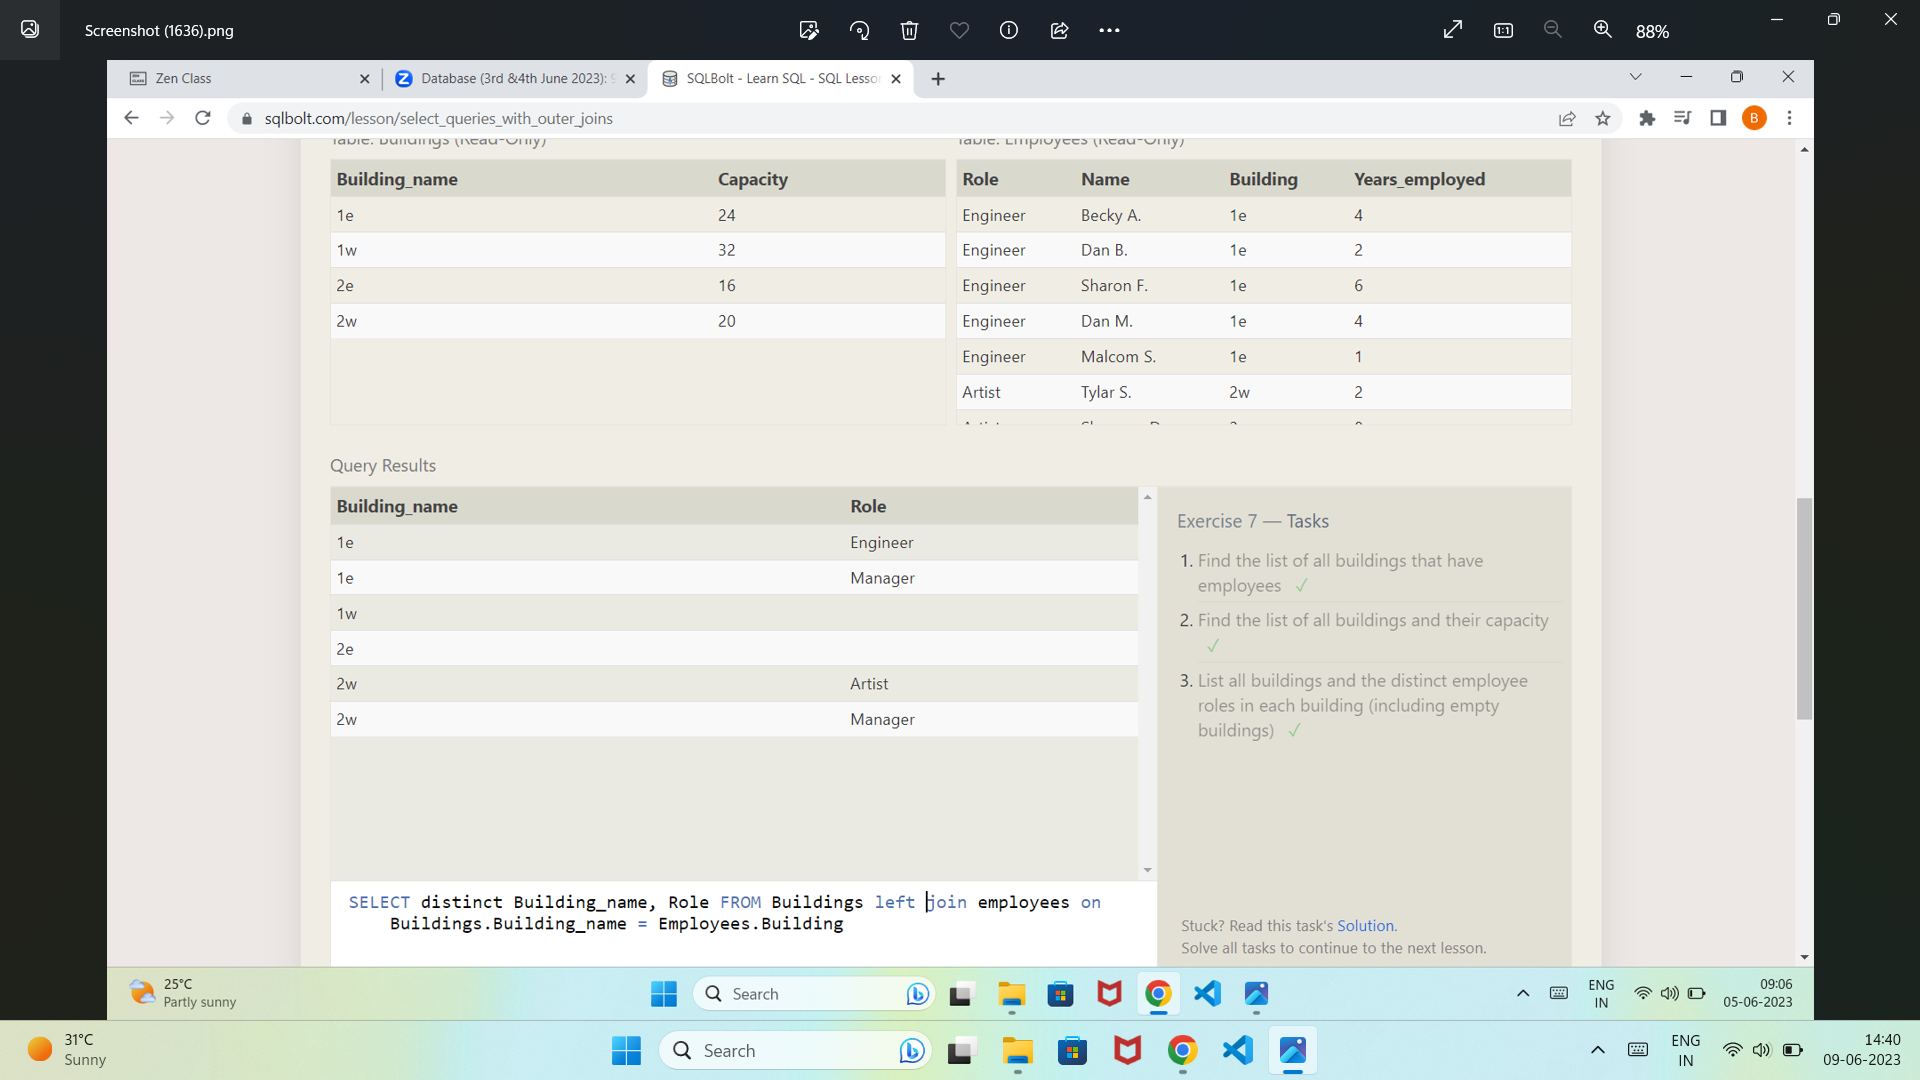 Screenshot (1636).png
88%
Zen Class
Database (3rd &4th June 2023):
SQLBolt - Learn SQL - SQL Lesso
sqlbolt.com/lesson/select_queries_with_outer_joins
B
Table: Buildings (Read-Only)
Table: Employees (Read-Only)
Building_name Capacity
1e 24
1w 32
2e 16
2w 20
Role Name Building Years_employed
Engineer Becky A. 1e 4
Engineer Dan B. 1e 2
Engineer Sharon F. 1e 6
Engineer Dan M. 1e 4
Engineer Malcom S. 1e 1
Artist Tylar S. 2w 2
Query Results
Building_name Role
1e Engineer
1e Manager
1w
2e
2w Artist
2w Manager
Exercise 7 — Tasks
1. Find the list of all buildings that have
employees ✓
2. Find the list of all buildings and their capacity
✓
3. List all buildings and the distinct employee
roles in each building (including empty
buildings) ✓
SELECT distinct Building_name, Role FROM Buildings left join employees on
Buildings.Building_name = Employees.Building
Stuck? Read this task's Solution.
Solve all tasks to continue to the next lesson.
25°C
Partly sunny
Search
ENG
IN
09:06
05-06-2023
31°C
Sunny
Search
ENG
IN
14:40
09-06-2023